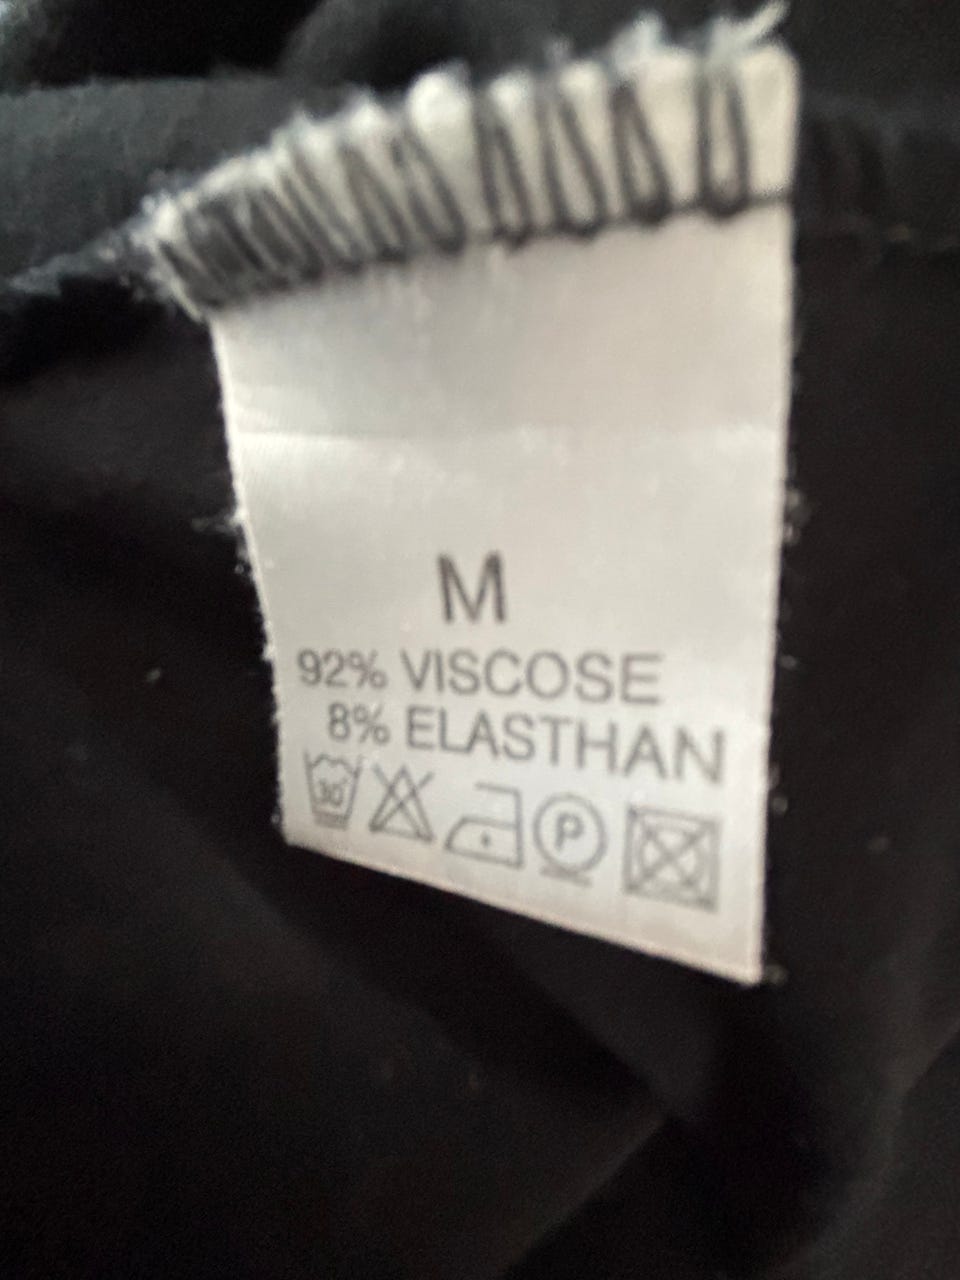 M
92% VISCOSE
8% ELASTHAN
30 P